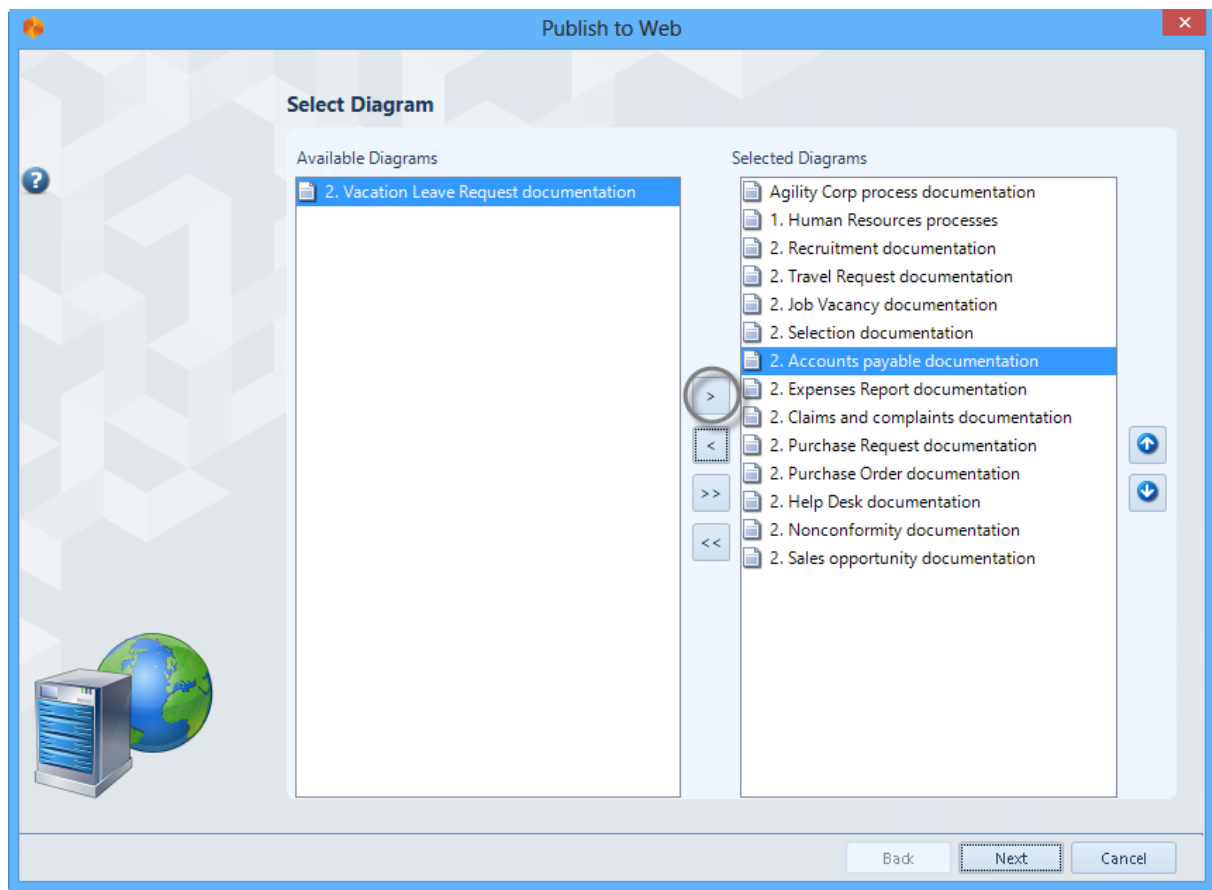 Publish to Web
Select Diagram
Available Diagrams
Selected Diagrams
?
2. Vacation Leave Request documentation
Agility Corp process documentation
1. Human Resources processes
2. Recruitment documentation
2. Travel Request documentation
2. Job Vacancy documentation
2. Selection documentation
2. Accounts payable documentation
2. Expenses Report documentation
2. Claims and complaints documentation
2. Purchase Request documentation
2. Purchase Order documentation
2. Help Desk documentation
2. Nonconformity documentation
2. Sales opportunity documentation
>
<
>>
<<
Back
Next
Cancel